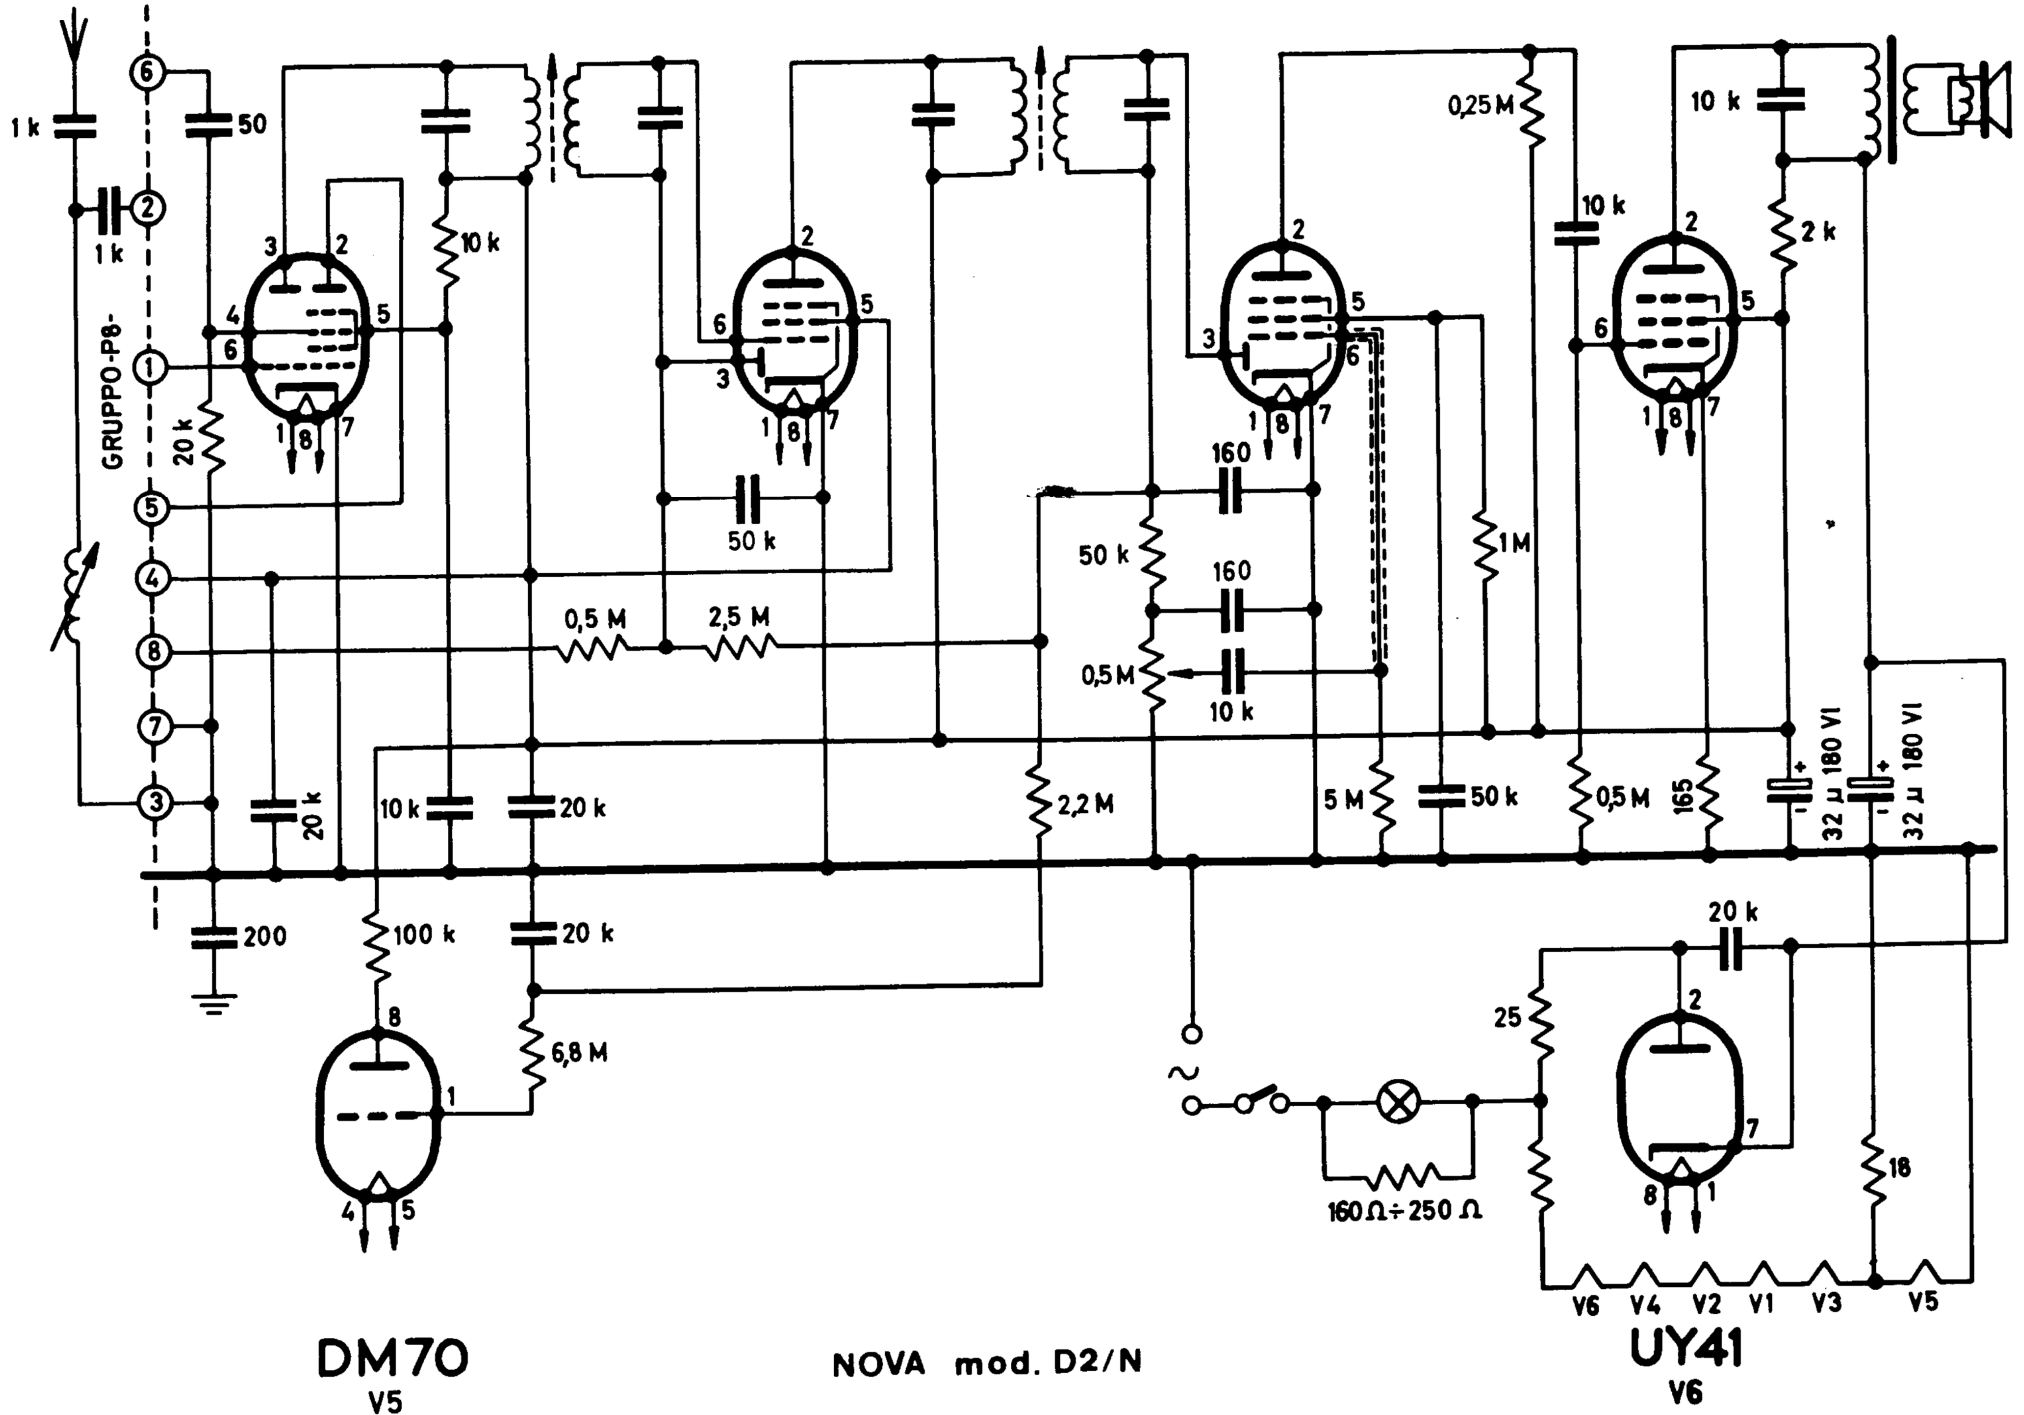 6
1 k
50
0,25 M
10 k
2
1 k
10 k
2 k
3 2
2
2
2
10 k
4 5
6
6 5
3
5
3 6
5
6
1
GRUPPO-P8-
20 k
1 8 7
1 8 7
1 8 7
1 8 7
160
5
50 k
50 k
1 M
4
160
0,5 M
2,5 M
8
0,5 M
10 k
7
3
20 k
10 k
20 k
2,2 M
5 M
50 k
0,5 M
165
+
-
32 µ 180 Vl
+
-
32 µ 180 Vl
200
100 k
20 k
20 k
8
6,8 M
1
4 5
25
2
~
7
18
160Ω÷250 Ω
8 1
V6 V4 V2 V1 V3 V5
DM70
V5
NOVA mod. D2/N
UY41
V6